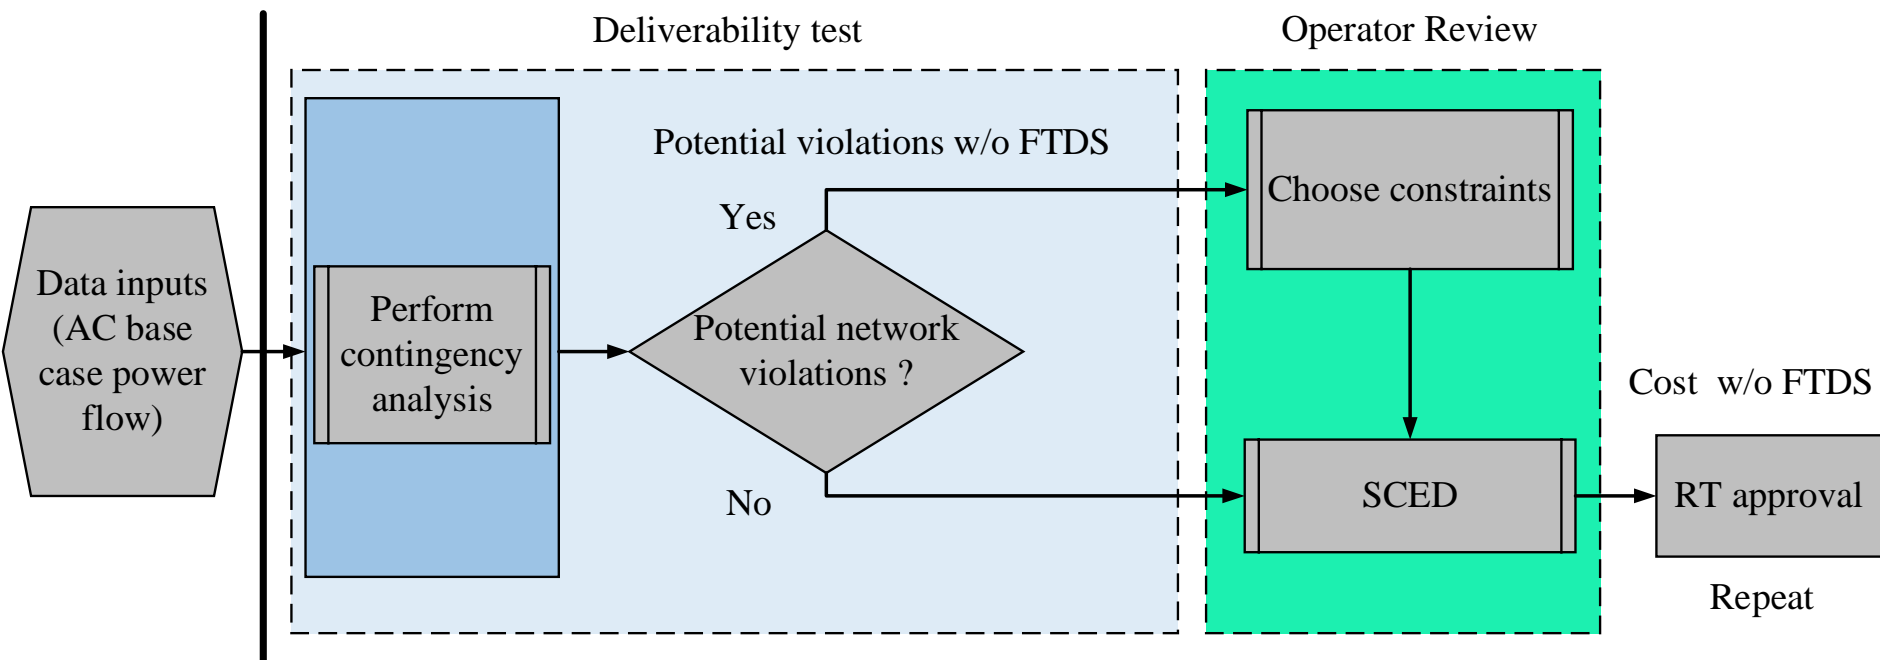 Deliverability test
Operator Review
Potential violations w/o FTDS
Choose constraints
Yes
Data inputs
(AC base
case power
flow)
Perform
contingency
analysis
Potential network
violations ?
Cost  w/o FTDS
No
SCED
RT approval
Repeat